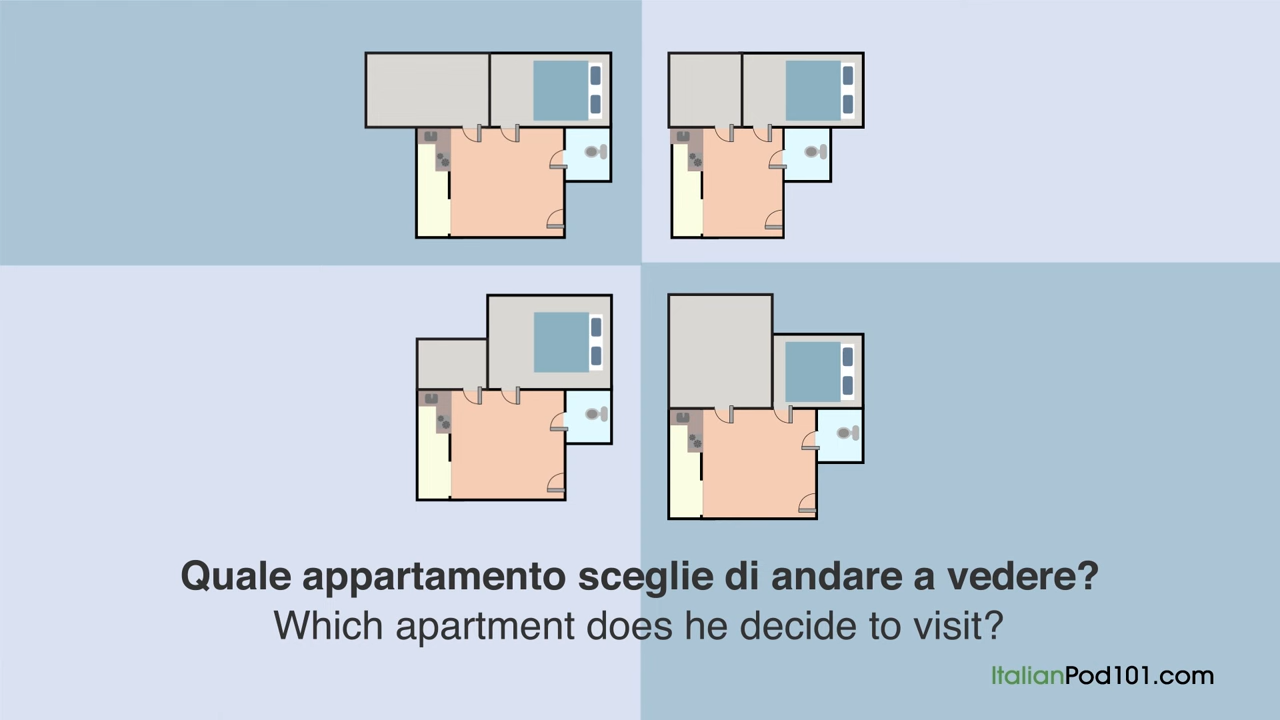 Quale appartamento sceglie di andare a vedere?
Which apartment does he decide to visit?
ItalianPod101.com